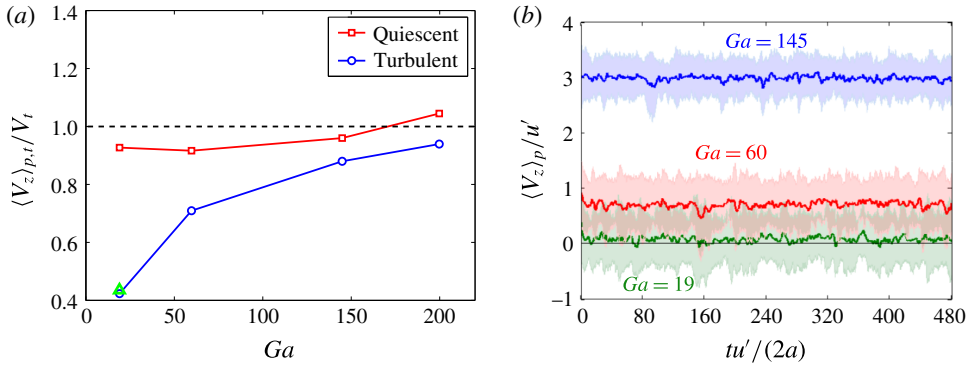 (a)
1.4
1.2
1.0
0.8
0.6
0.4
0 50 100 150 200
Ga
⟨V_z⟩_{p,t}/V_t
Quiescent
Turbulent
(b)
5
4
3
2
1
0
−1
0 80 160 240 320 400 480
tu′/(2a)
⟨V_z⟩_p/u′
Ga = 145
Ga = 60
Ga = 19